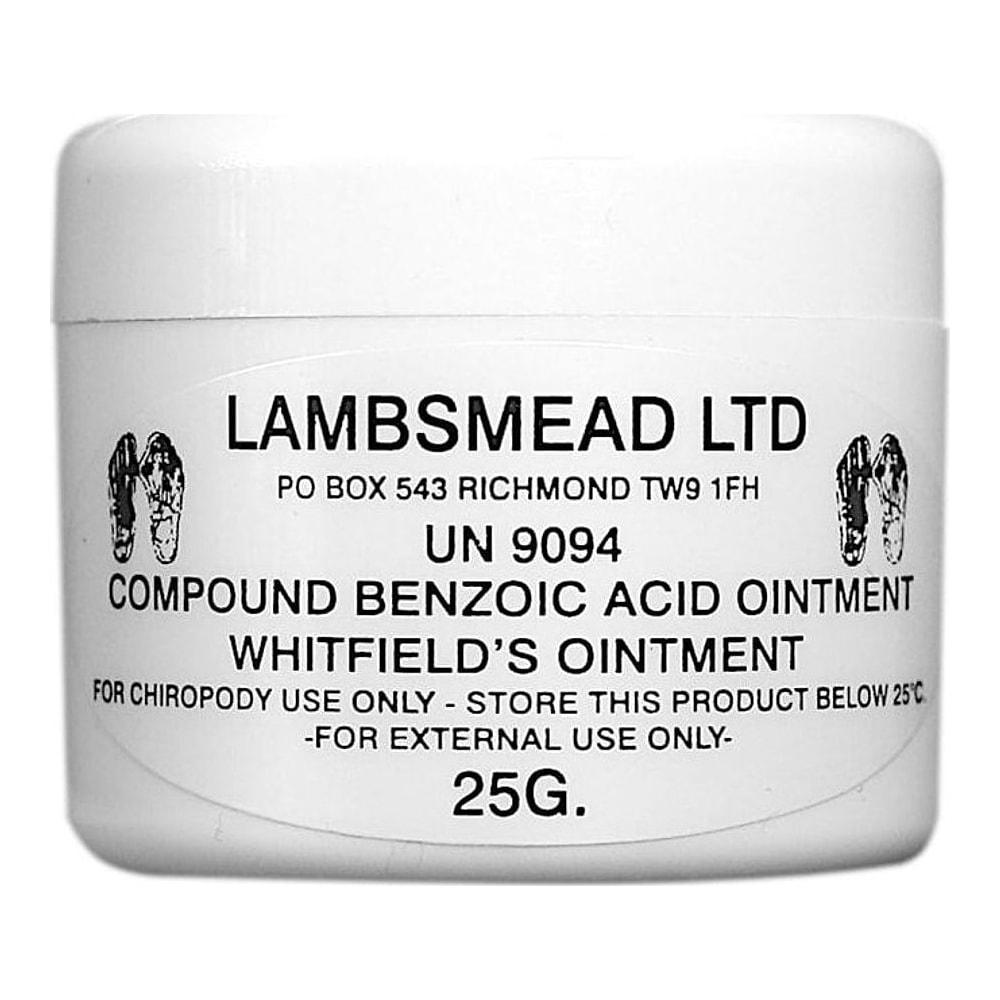 LAMBSMEAD LTD
PO BOX 543 RICHMOND TW9 1FH
UN 9094
COMPOUND BENZOIC ACID OINTMENT
WHITFIELD'S OINTMENT
FOR CHIROPODY USE ONLY - STORE THIS PRODUCT BELOW 25°C.
-FOR EXTERNAL USE ONLY-
25G.